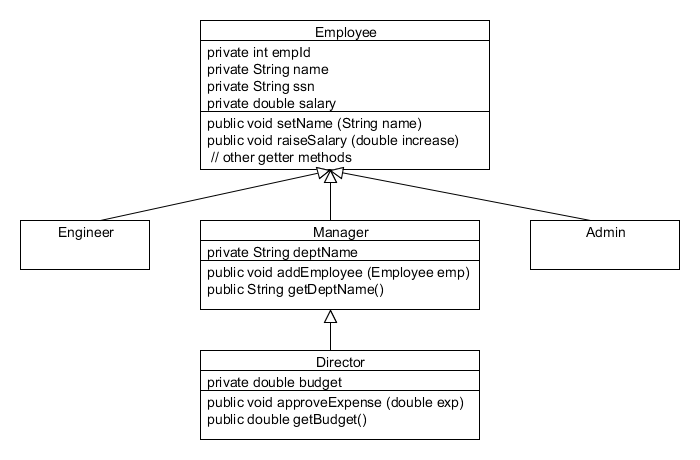 Employee
private int empId
private String name
private String ssn
private double salary
public void setName (String name)
public void raiseSalary (double increase)
// other getter methods
Engineer
Manager
private String deptName
public void addEmployee (Employee emp)
public String getDeptName()
Admin
Director
private double budget
public void approveExpense (double exp)
public double getBudget()